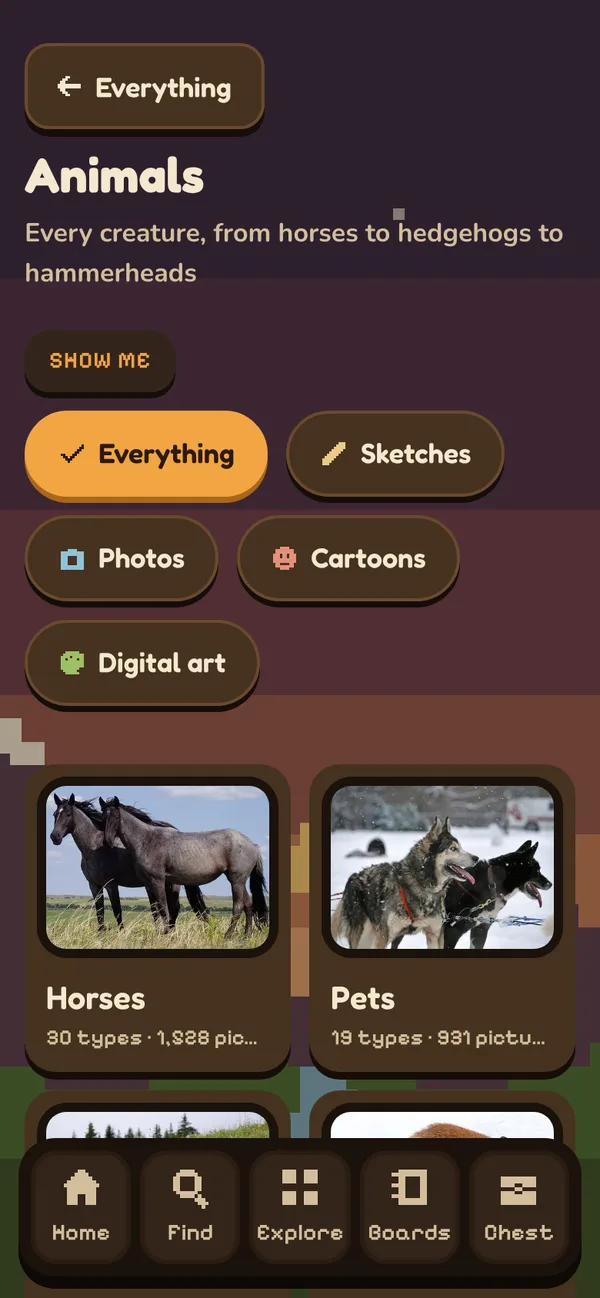 Everything
Animals
Every creature, from horses to hedgehogs to
hammerheads
SHOW ME
Everything
Sketches
Photos
Cartoons
Digital art
Horses
Pets
30 types · 1,828 pic…
19 types · 931 pictu…
Home
Find
Explore
Boards
Chest